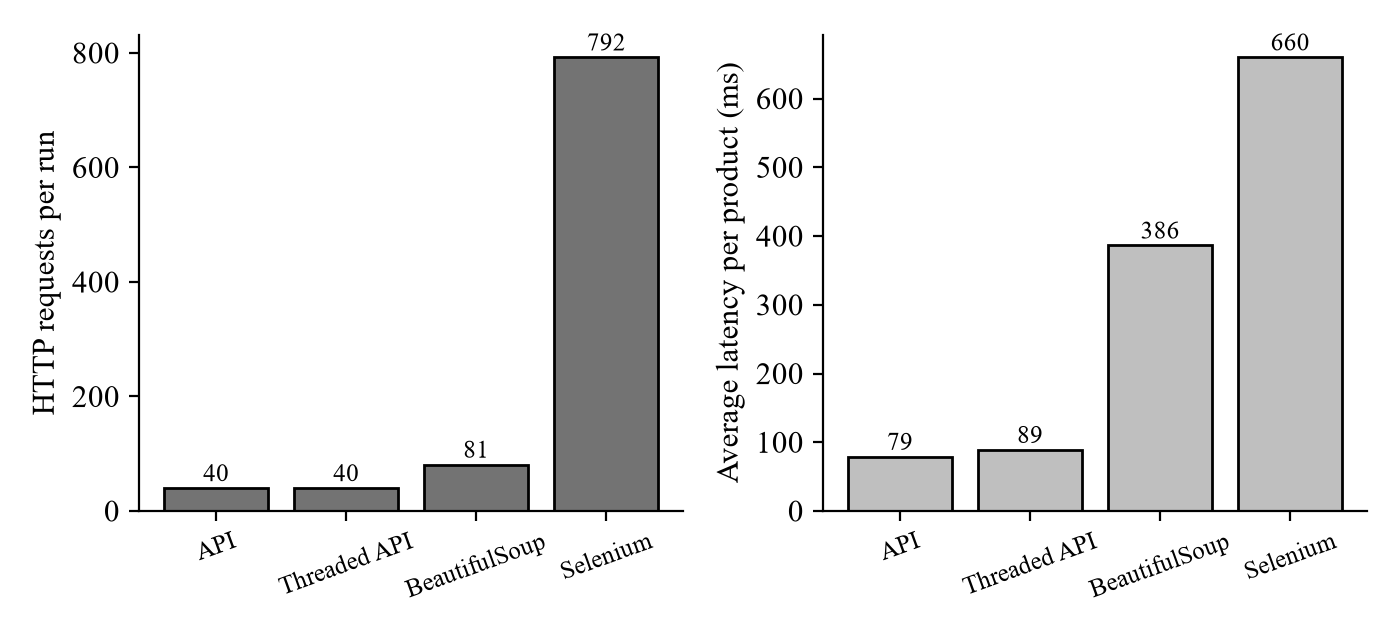 HTTP requests per run
800
600
400
200
0
40
40
81
792
API
Threaded API
BeautifulSoup
Selenium
Average latency per product (ms)
600
500
400
300
200
100
0
79
89
386
660
API
Threaded API
BeautifulSoup
Selenium